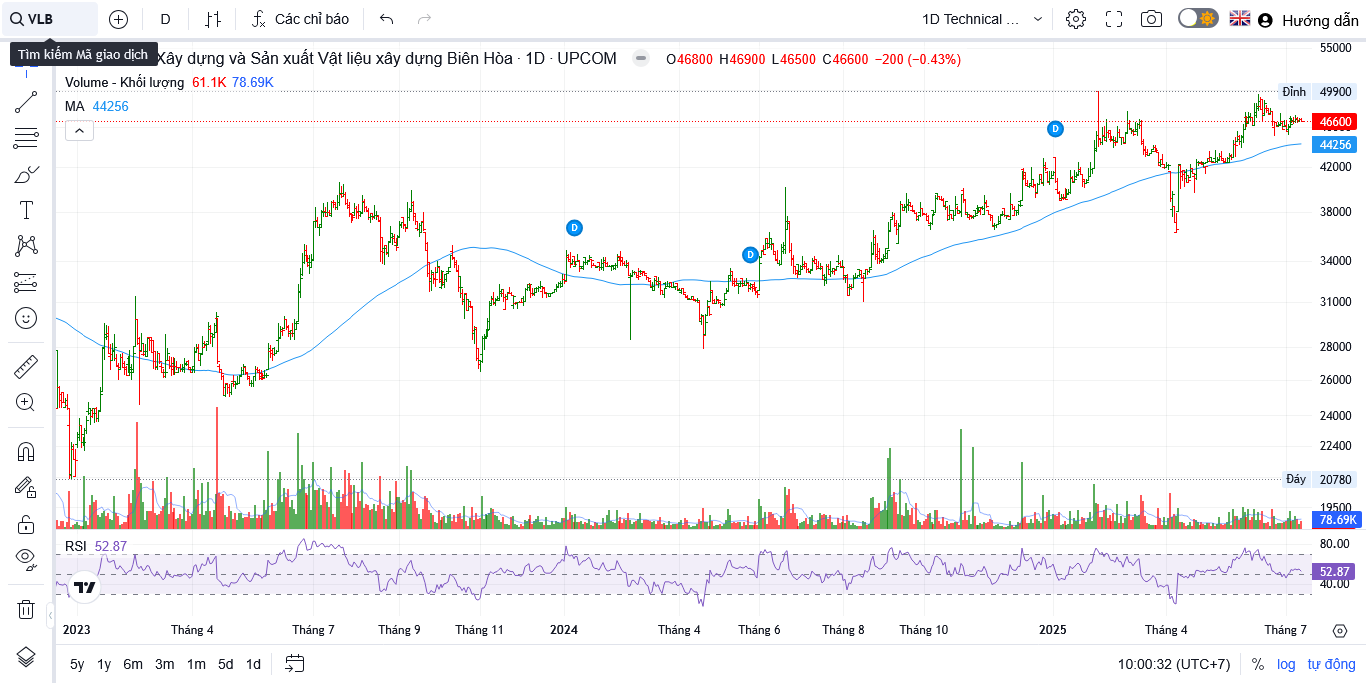 VLB
D
Các chỉ báo
1D Technical ...
Hướng dẫn
Tìm kiếm Mã giao dịch
Xây dựng và Sản xuất Vật liệu xây dựng Biên Hòa · 1D · UPCOM
O46800 H46900 L46500 C46600 −200 (−0.43%)
Volume - Khối lượng 61.1K 78.69K
MA 44256
55000
Đỉnh 49900
46600
44256
42000
38000
34000
31000
28000
26000
24000
22400
Đáy 20780
19500
78.69K
D
D
D
RSI 52.87
80.00
52.87
40.00
2023 Tháng 4 Tháng 7 Tháng 9 Tháng 11 2024 Tháng 4 Tháng 6 Tháng 8 Tháng 10 2025 Tháng 4 Tháng 7
5y 1y 6m 3m 1m 5d 1d
10:00:32 (UTC+7) % log tự động